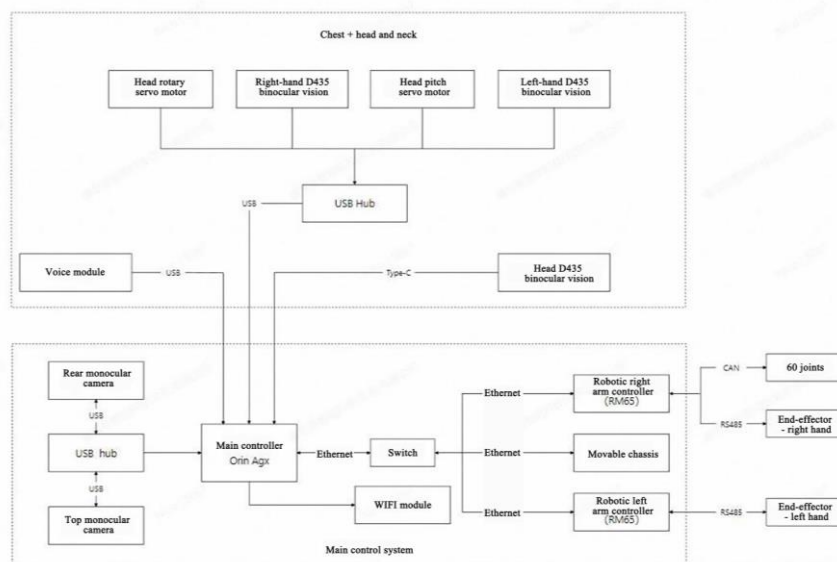 Chest + head and neck
Head rotary
servo motor
Right-hand D435
binocular vision
Head pitch
servo motor
Left-hand D435
binocular vision
USB
USB Hub
Voice module
USB
Type-C
Head D435
binocular vision
Rear monocular
camera
USB
USB hub
USB
Top monocular
camera
Main controller
Orin Agx
Ethernet
Switch
WIFI module
Ethernet
Robotic right
arm controller
(RM65)
CAN
60 joints
RS485
End-effector
- right hand
Ethernet
Movable chassis
Ethernet
Robotic left
arm controller
(RM65)
RS485
End-effector
- left hand
Main control system